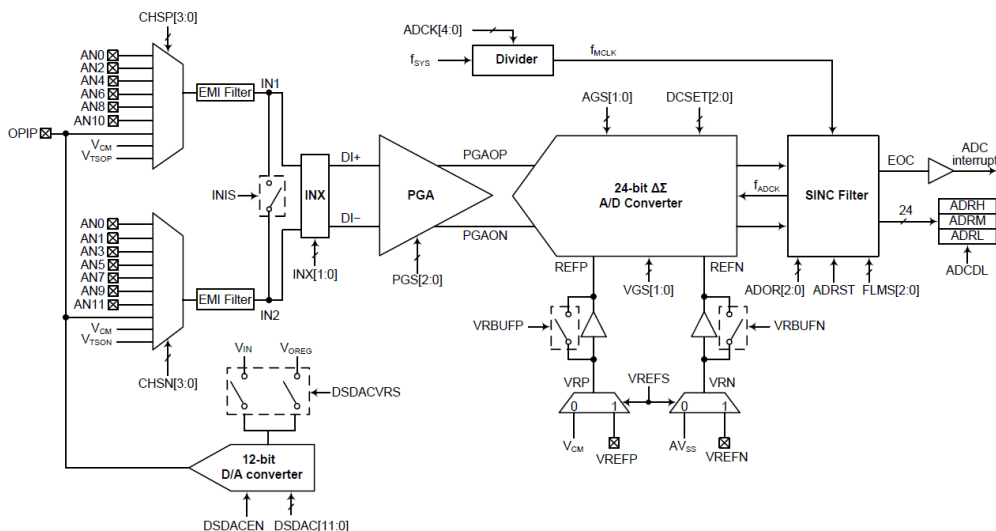 CHSP[3:0]
AN0
AN2
AN4
AN6
AN8
AN10
OPIP
VCM
VTSOP
EMI Filter
IN1
ADCK[4:0]
fSYS
Divider
fMCLK
INIS
INX
INX[1:0]
DI+
DI−
PGA
PGS[2:0]
PGAOP
PGAON
AGS[1:0]
DCSET[2:0]
24-bit ΔΣ
A/D Converter
REFP
REFN
VGS[1:0]
fADCK
SINC Filter
EOC
ADC
interrupt
24
ADRH
ADRM
ADRL
ADCDL
ADOR[2:0]
ADRST
FLMS[2:0]
AN0
AN1
AN3
AN5
AN7
AN9
AN11
VCM
VTSON
EMI Filter
IN2
CHSN[3:0]
VRBUFP
VRBUFN
VRP
VREFS
VRN
0 1
0 1
VCM
VREFP
AVSS
VREFN
VIN
VOREG
DSDACVRS
12-bit
D/A converter
DSDACEN
DSDAC[11:0]